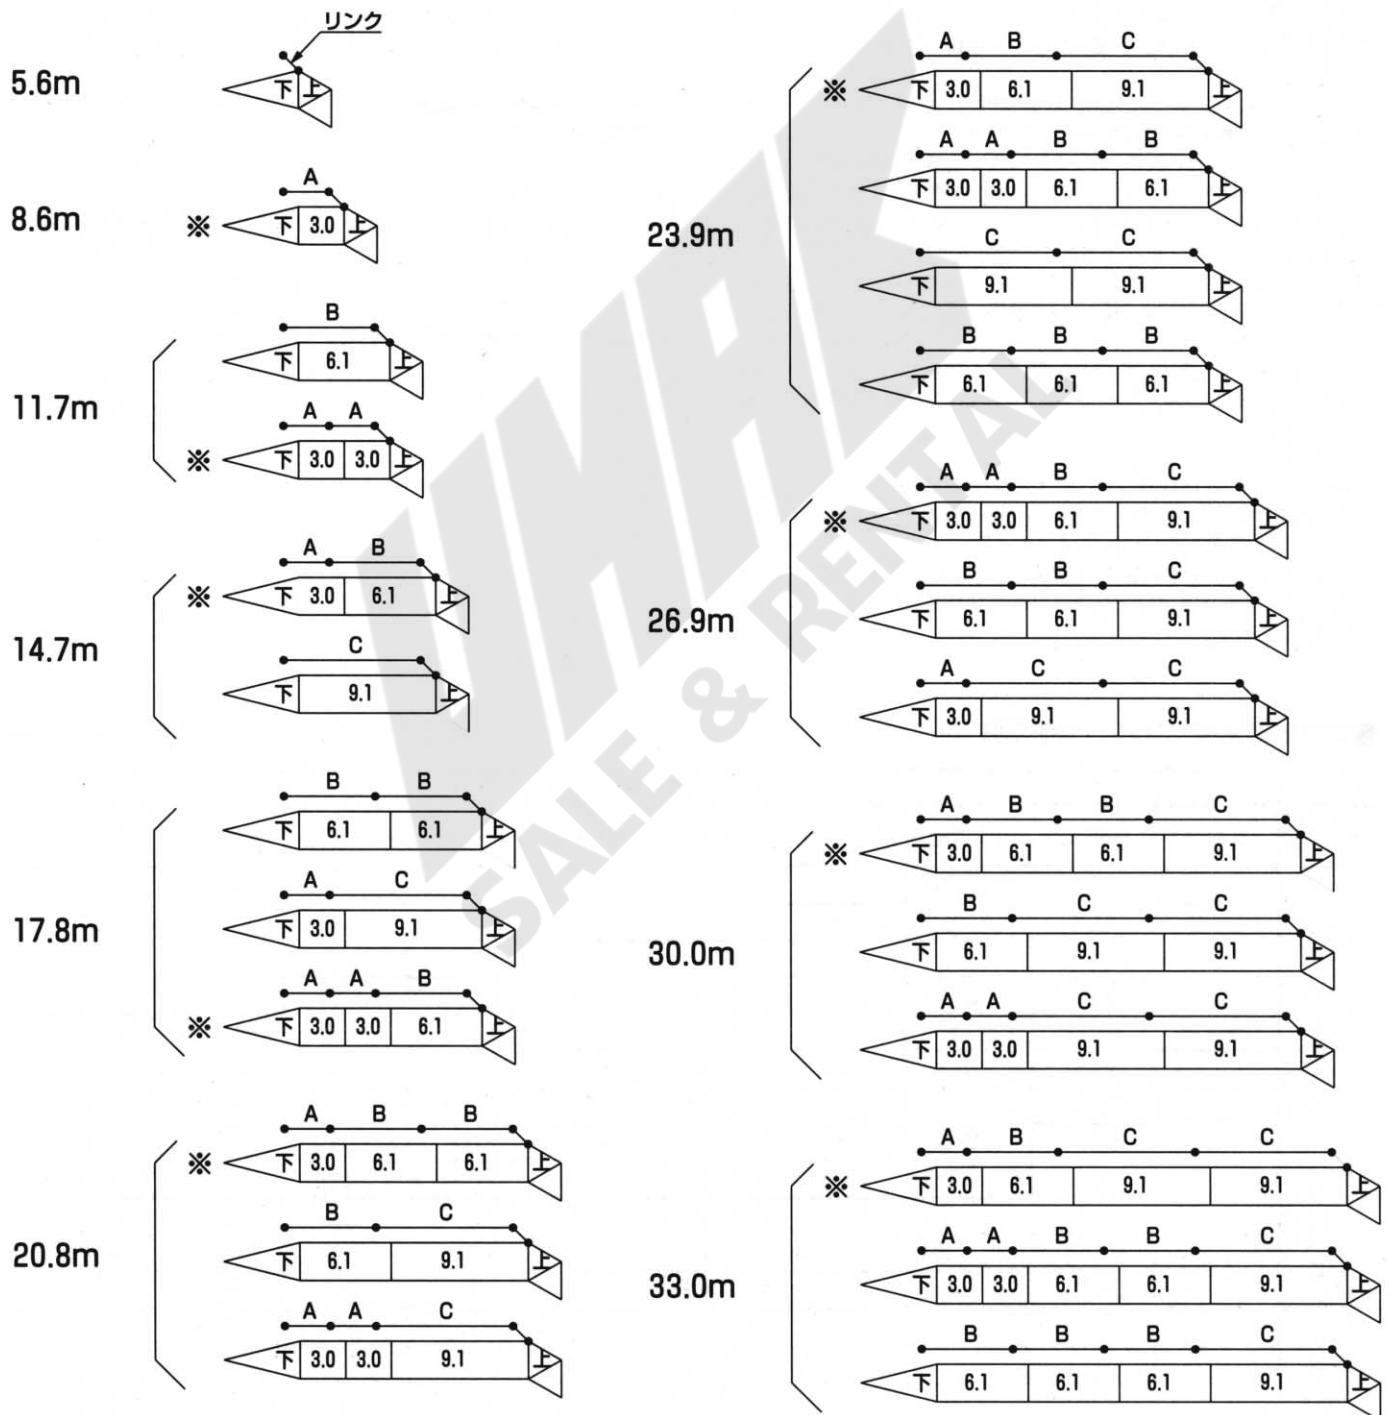 リンク
5.6m
下 上
A
8.6m
※ 下 3.0 上
B
下 6.1 上
11.7m
A A
※ 下 3.0 3.0 上
A B
※ 下 3.0 6.1 上
14.7m
C
下 9.1 上
B B
下 6.1 6.1 上
A C
17.8m
下 3.0 9.1 上
A A B
※ 下 3.0 3.0 6.1 上
A B B
※ 下 3.0 6.1 6.1 上
B C
20.8m
下 6.1 9.1 上
A A C
下 3.0 3.0 9.1 上
A B C
※ 下 3.0 6.1 9.1 上
A A B B
下 3.0 3.0 6.1 6.1 上
23.9m
C C
下 9.1 9.1 上
B B B
下 6.1 6.1 6.1 上
A A B C
※ 下 3.0 3.0 6.1 9.1 上
B B C
26.9m
下 6.1 6.1 9.1 上
A C C
下 3.0 9.1 9.1 上
A B B C
※ 下 3.0 6.1 6.1 9.1 上
B C C
30.0m
下 6.1 9.1 9.1 上
A A C C
下 3.0 3.0 9.1 9.1 上
A B C C
※ 下 3.0 6.1 9.1 9.1 上
A A B B C
33.0m
下 3.0 3.0 6.1 6.1 9.1 上
B B B C
下 6.1 6.1 6.1 9.1 上
UMAK
SALE & RENTAL